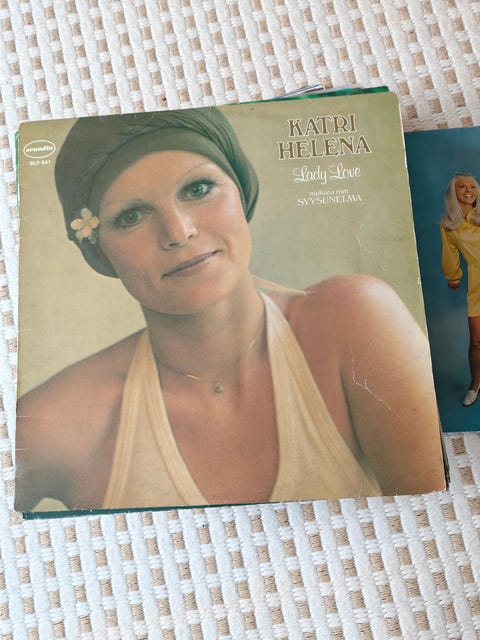 scandia
SLP 641
KATRI
HELENA
Lady Love
mukana mm
SYYSUNELMA